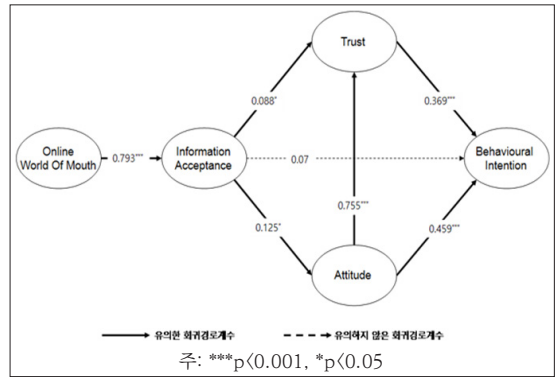 Trust
0.088*
0.369***
Online
World Of Mouth
0.793***
Information
Acceptance
0.07
Behavioural
Intention
0.755***
0.125*
0.459***
Attitude
유의한 회귀경로계수
유의하지 않은 회귀경로계수
주: ***p<0.001, *p<0.05